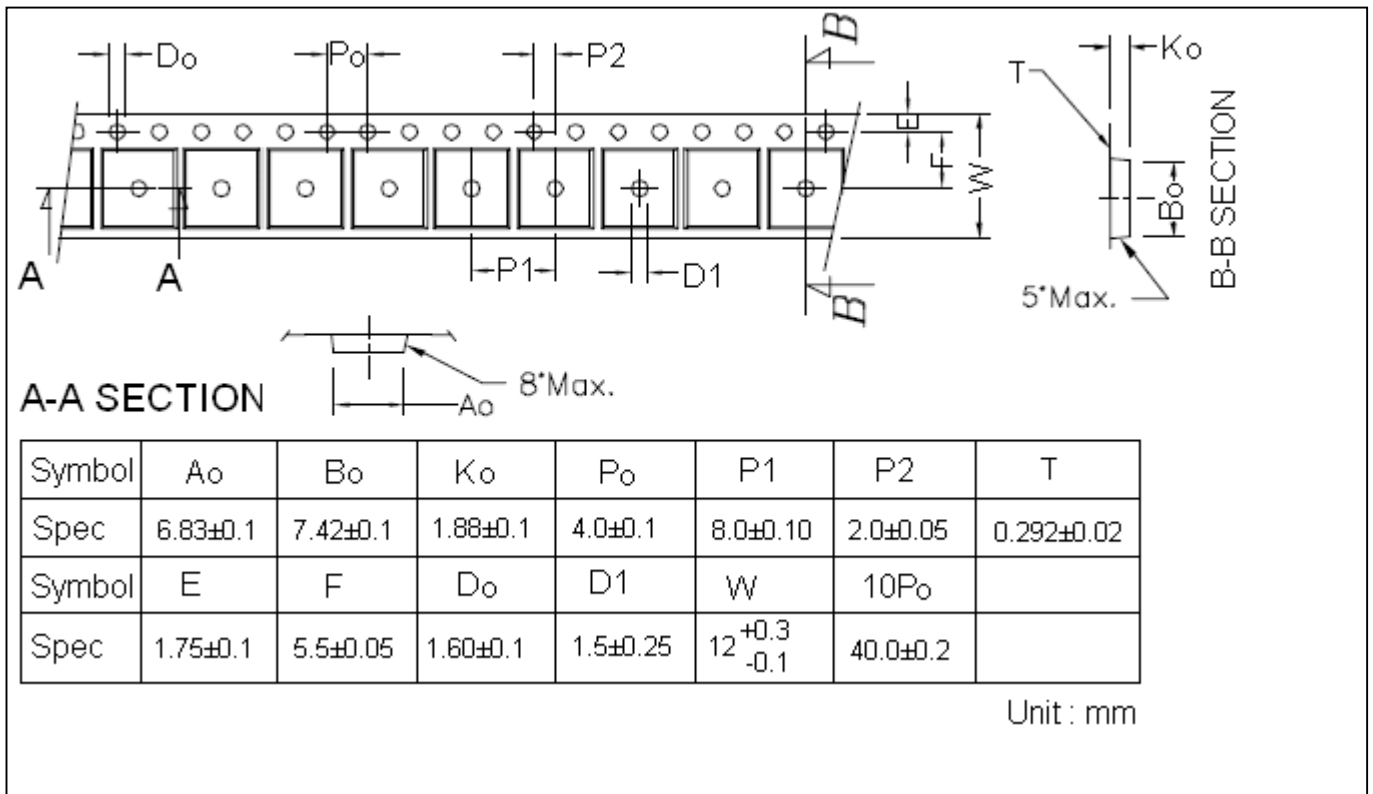 Do
Po
P2
B
Ko
T
E
F
W
Bo
B-B SECTION
A
A
P1
D1
B
5°Max.
8°Max.
A-A SECTION
Ao
Symbol Ao Bo Ko Po P1 P2 T
Spec 6.83±0.1 7.42±0.1 1.88±0.1 4.0±0.1 8.0±0.10 2.0±0.05 0.292±0.02
Symbol E F Do D1 W 10Po
Spec 1.75±0.1 5.5±0.05 1.60±0.1 1.5±0.25 12 +0.3 -0.1 40.0±0.2
Unit : mm